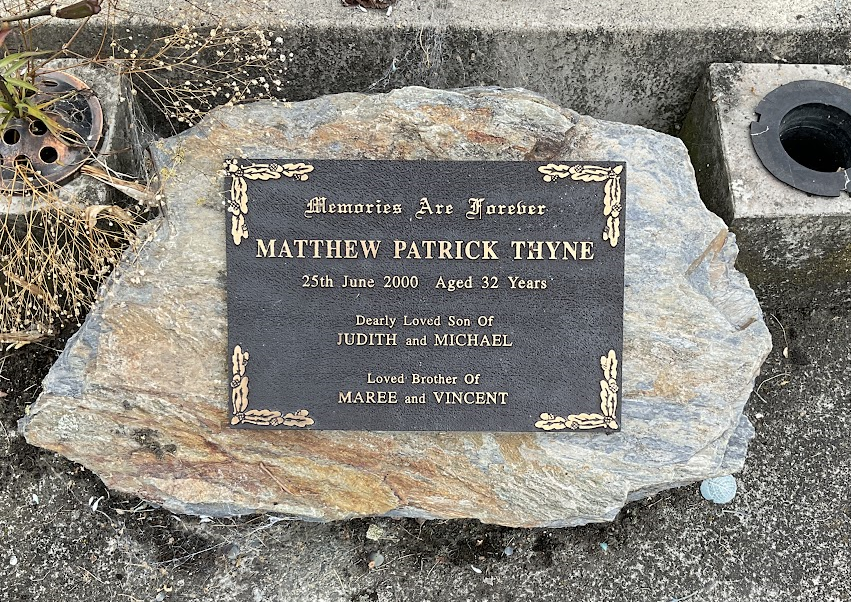 Memories Are Forever
MATTHEW PATRICK THYNE
25th June 2000 Aged 32 Years
Dearly Loved Son Of
JUDITH and MICHAEL
Loved Brother Of
MAREE and VINCENT